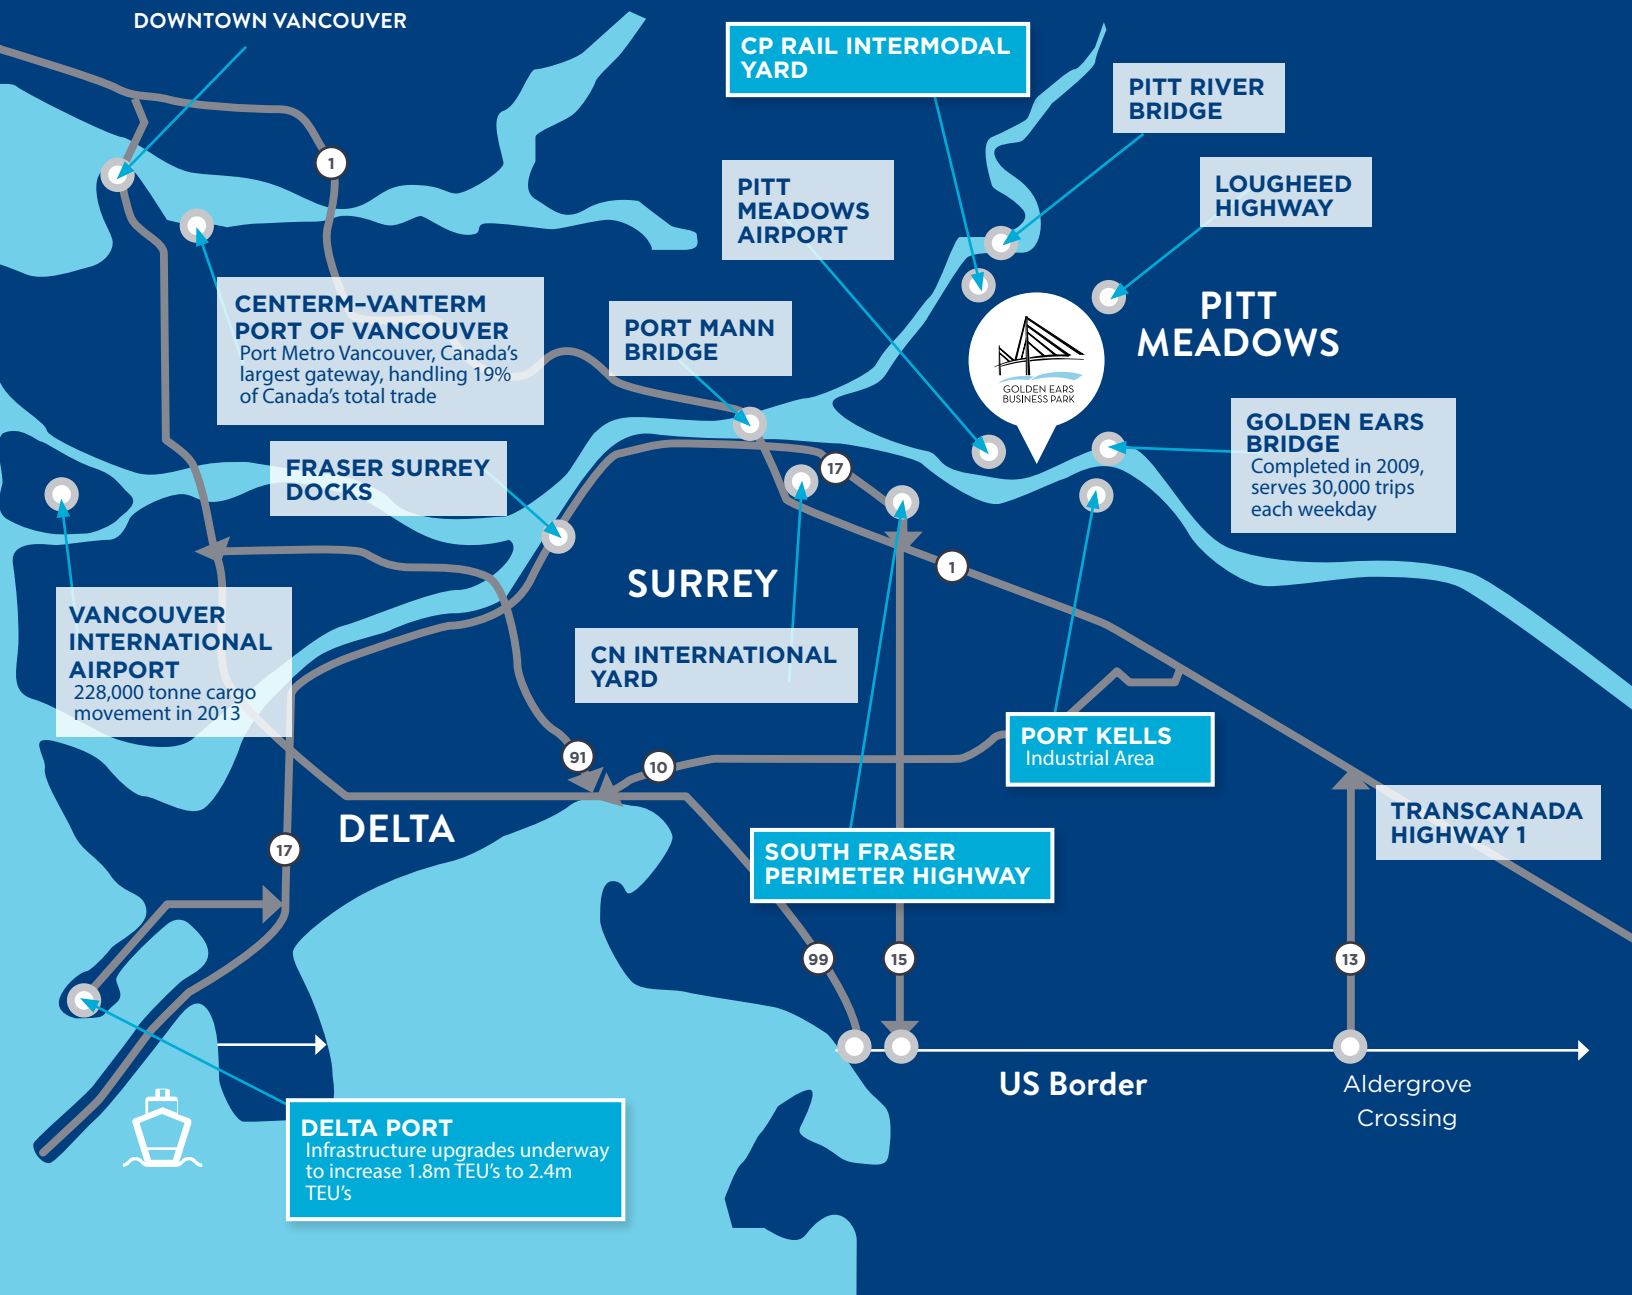 DOWNTOWN VANCOUVER
CP RAIL INTERMODAL
YARD
PITT RIVER
BRIDGE
1
PITT
MEADOWS
AIRPORT
LOUGHEED
HIGHWAY
CENTERM–VANTERM
PORT OF VANCOUVER
Port Metro Vancouver, Canada’s
largest gateway, handling 19%
of Canada’s total trade
PORT MANN
BRIDGE
PITT
MEADOWS
GOLDEN EARS
BUSINESS PARK
GOLDEN EARS
BRIDGE
Completed in 2009,
serves 30,000 trips
each weekday
FRASER SURREY
DOCKS
17
1
SURREY
VANCOUVER
INTERNATIONAL
AIRPORT
228,000 tonne cargo
movement in 2013
CN INTERNATIONAL
YARD
PORT KELLS
Industrial Area
91
10
TRANSCANADA
HIGHWAY 1
DELTA
17
SOUTH FRASER
PERIMETER HIGHWAY
99
15
13
US Border
Aldergrove
Crossing
DELTA PORT
Infrastructure upgrades underway
to increase 1.8m TEU’s to 2.4m
TEU’s